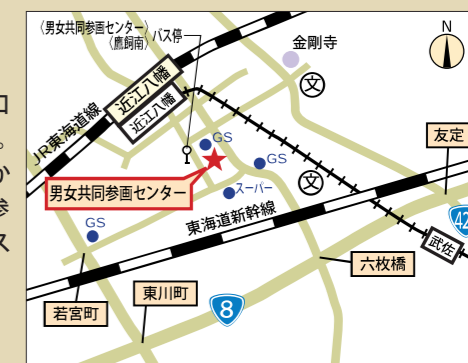 〈男女共同参画センター〉
〈鷹飼南〉
バス停
金剛寺
N
近江八幡
近江八幡
JR東海道線
文
GS
GS
友定
文
男女共同参画センター
スーパー
東海道新幹線
GS
42
武佐
六枚橋
若宮町
東川町
8
口
。
か
参
ス